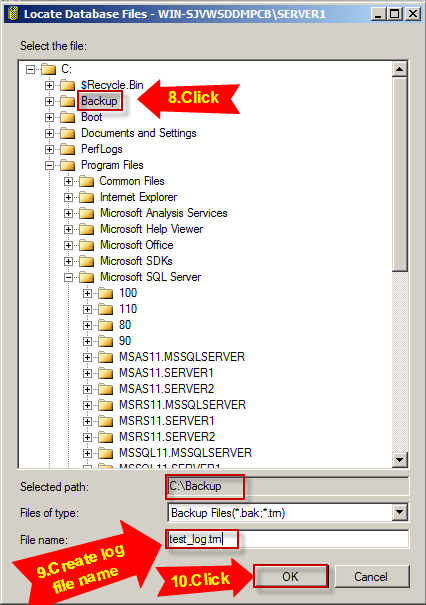 Locate Database Files - WIN-SJVWSDDMPCB\SERVER1
Select the file:
C:
$Recycle.Bin
Backup
8.Click
Boot
Documents and Settings
PerfLogs
Program Files
Common Files
Internet Explorer
Microsoft Analysis Services
Microsoft Help Viewer
Microsoft Office
Microsoft SDKs
Microsoft SQL Server
100
110
80
90
MSAS11.MSSQLSERVER
MSAS11.SERVER1
MSAS11.SERVER2
MSRS11.MSSQLSERVER
MSRS11.SERVER1
MSRS11.SERVER2
MSSQL11.MSSQLSERVER
MSSQL11.SERVER1
Selected path:
C:\Backup
Files of type:
Backup Files(*.bak;*.trn)
File name:
test_log.trn
9.Create log
file name
10.Click
OK
Cancel